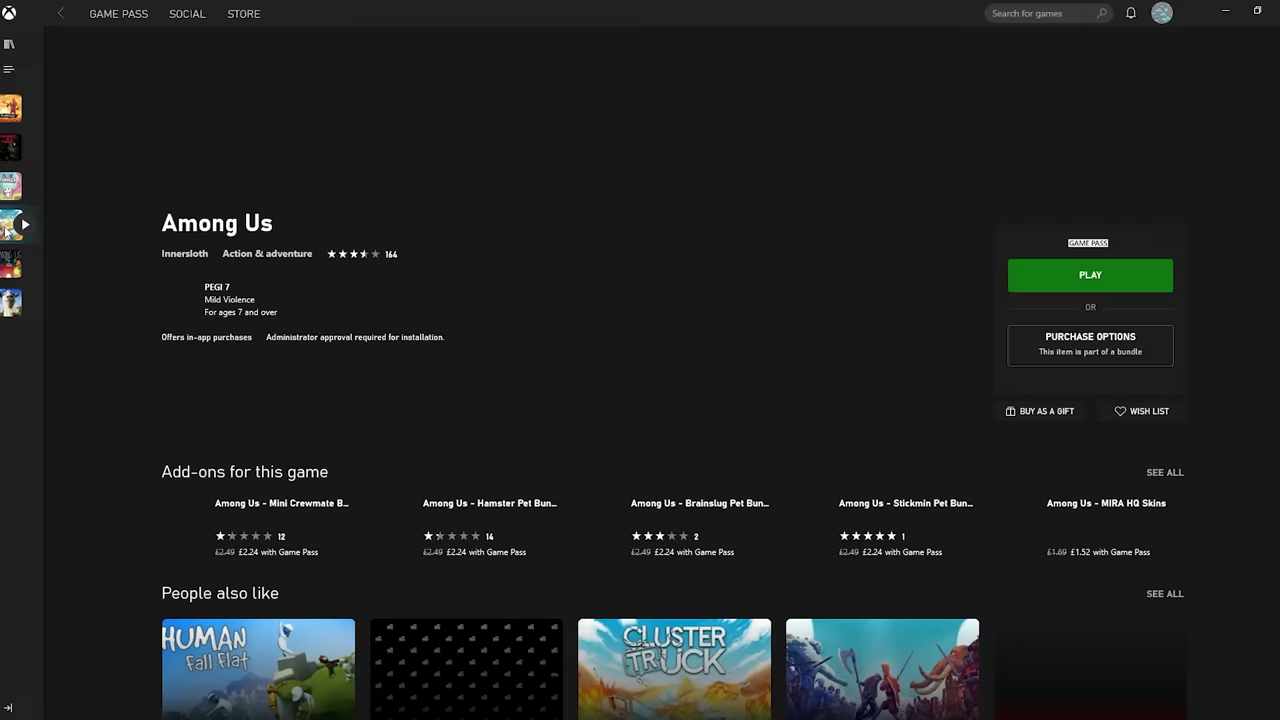 GAME PASS SOCIAL STORE Search for games
Among Us
Innersloth Action & adventure 164
PEGI 7
Mild Violence
For ages 7 and over
Offers in-app purchases Administrator approval required for installation.
GAME PASS
PLAY
OR
PURCHASE OPTIONS
This item is part of a bundle
BUY AS A GIFT WISH LIST
Add-ons for this game SEE ALL
Among Us - Mini Crewmate B... Among Us - Hamster Pet Bun... Among Us - Brainslug Pet Bun... Among Us - Stickmin Pet Bun... Among Us - MIRA HQ Skins
12 14 2 1
£2.49 £2.24 with Game Pass £2.49 £2.24 with Game Pass £2.49 £2.24 with Game Pass £2.49 £2.24 with Game Pass £1.69 £1.52 with Game Pass
People also like SEE ALL
HUMAN
fall flat
CLUSTER
TRUCK